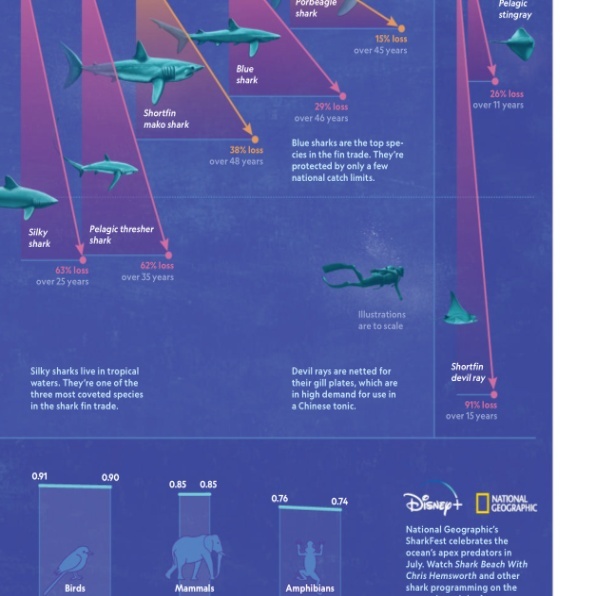 Porbeagle
shark
Pelagic
stingray
15% loss
over 45 years
Blue
shark
26% loss
over 11 years
29% loss
over 46 years
Shortfin
mako shark
38% loss
over 48 years
Blue sharks are the top spe-
cies in the fin trade. They're
protected by only a few
national catch limits.
Silky
shark
Pelagic thresher
shark
63% loss
over 25 years
62% loss
over 35 years
Illustrations
are to scale
Shortfin
devil ray
91% loss
over 15 years
Silky sharks live in tropical
waters. They're one of the
three most coveted species
in the shark fin trade.
Devil rays are netted for
their gill plates, which are
in high demand for use in
a Chinese tonic.
0.91 0.90
0.85 0.85
0.76 0.74
Birds
Mammals
Amphibians
Disney+
NATIONAL
GEOGRAPHIC
National Geographic's
SharkFest celebrates the
ocean's apex predators in
July. Watch Shark Beach With
Chris Hemsworth and other
shark programming on the